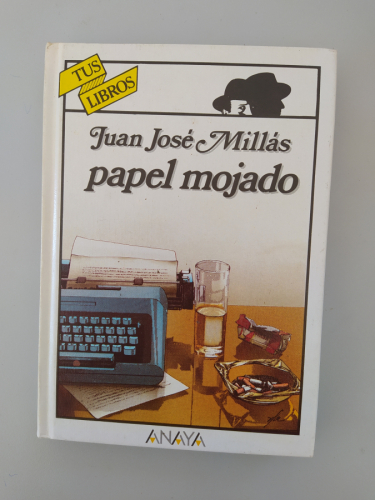 TUS
LIBROS
Juan José Millás
papel mojado
ANAYA